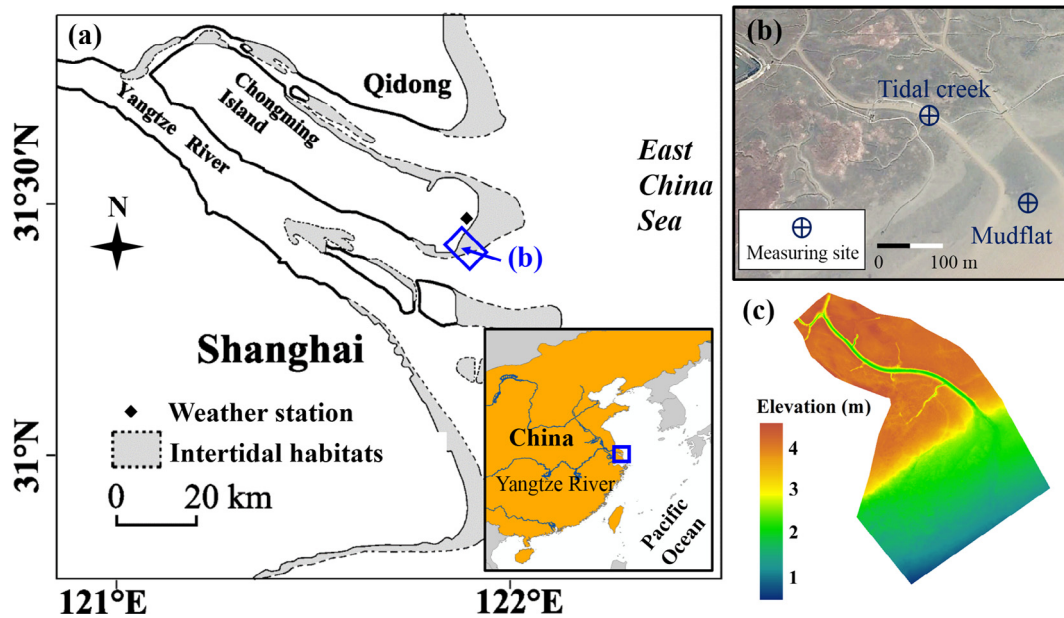 (a)
Qidong
Chongming
Island
Yangtze River
East
China
Sea
31°30′N
N
(b)
Shanghai
Weather station
Intertidal habitats
31°N
0 20 km
121°E
122°E
China
Yangtze River
Pacific
Ocean
(b)
Tidal creek
Mudflat
Measuring site
0 100 m
(c)
Elevation (m)
4
3
2
1